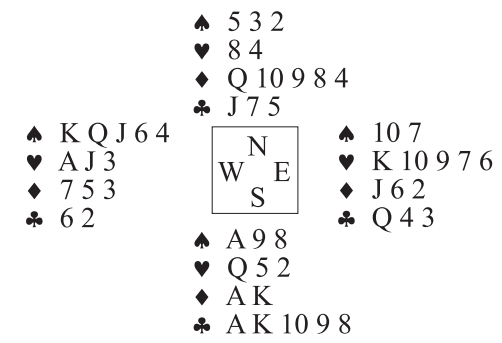 ♠ 5 3 2
♥ 8 4
♦ Q 10 9 8 4
♣ J 7 5
♠ K Q J 6 4
♥ A J 3
♦ 7 5 3
♣ 6 2
N
W E
S
♠ 10 7
♥ K 10 9 7 6
♦ J 6 2
♣ Q 4 3
♠ A 9 8
♥ Q 5 2
♦ A K
♣ A K 10 9 8